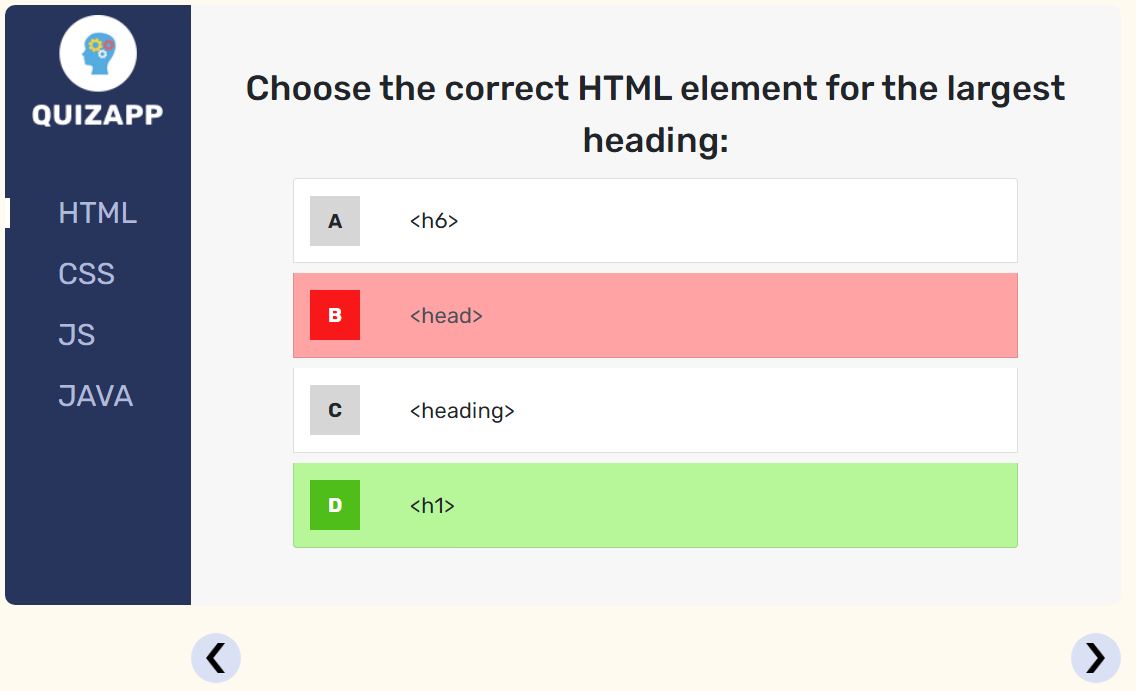 QUIZAPP
HTML
CSS
JS
JAVA
Choose the correct HTML element for the largest
heading:
A <h6>
B <head>
C <heading>
D <h1>